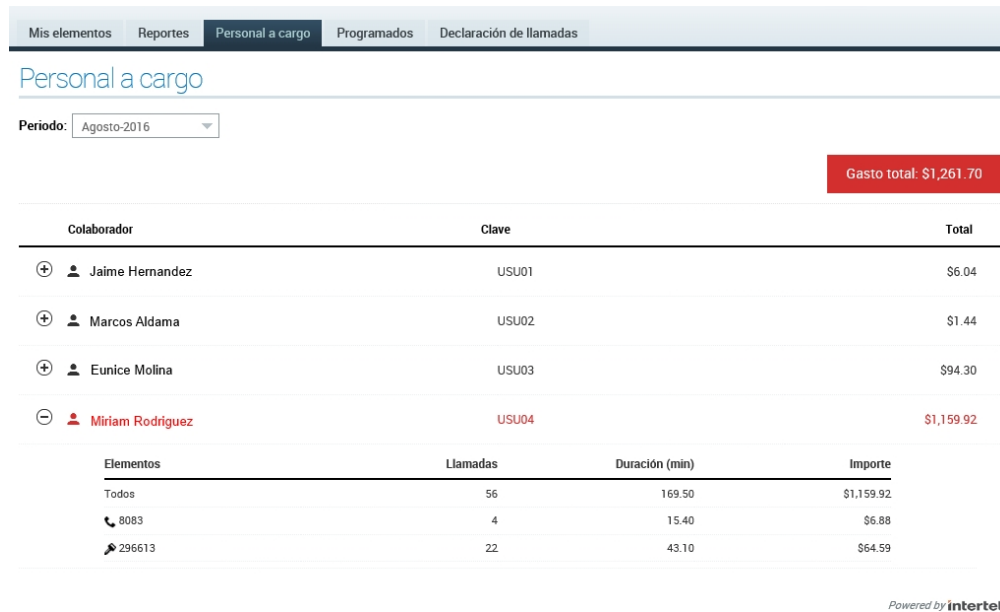 Mis elementos Reportes Personal a cargo Programados Declaración de llamadas
Personal a cargo
Periodo: Agosto-2016
Gasto total: $1,261.70
Colaborador Clave Total
Jaime Hernandez USU01 $6.04
Marcos Aldama USU02 $1.44
Eunice Molina USU03 $94.30
Miriam Rodriguez USU04 $1,159.92
Elementos Llamadas Duración (min) Importe
Todos 56 169.50 $1,159.92
8083 4 15.40 $6.88
296613 22 43.10 $64.59
Powered by intertel